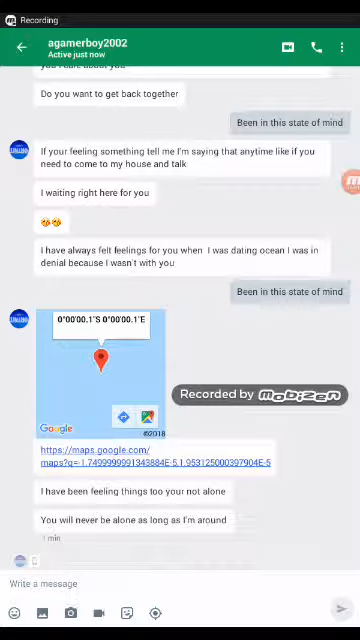 Recording
agamerboy2002
Active just now
Do you want to get back together
Been in this state of mind
If your feeling something tell me I'm saying that anytime like if you
need to come to my house and talk
I waiting right here for you
I have always felt feelings for you when I was dating ocean I was in
denial because I wasn't with you
Been in this state of mind
0°00'00.1"S 0°00'00.1"E
Recorded by mobizen
Google
©2018
https://maps.google.com/
maps?q=-1.7499999991343884E-5,1.953125000397904E-5
I have been feeling things too your not alone
You will never be alone as long as I'm around
1 min
Write a message